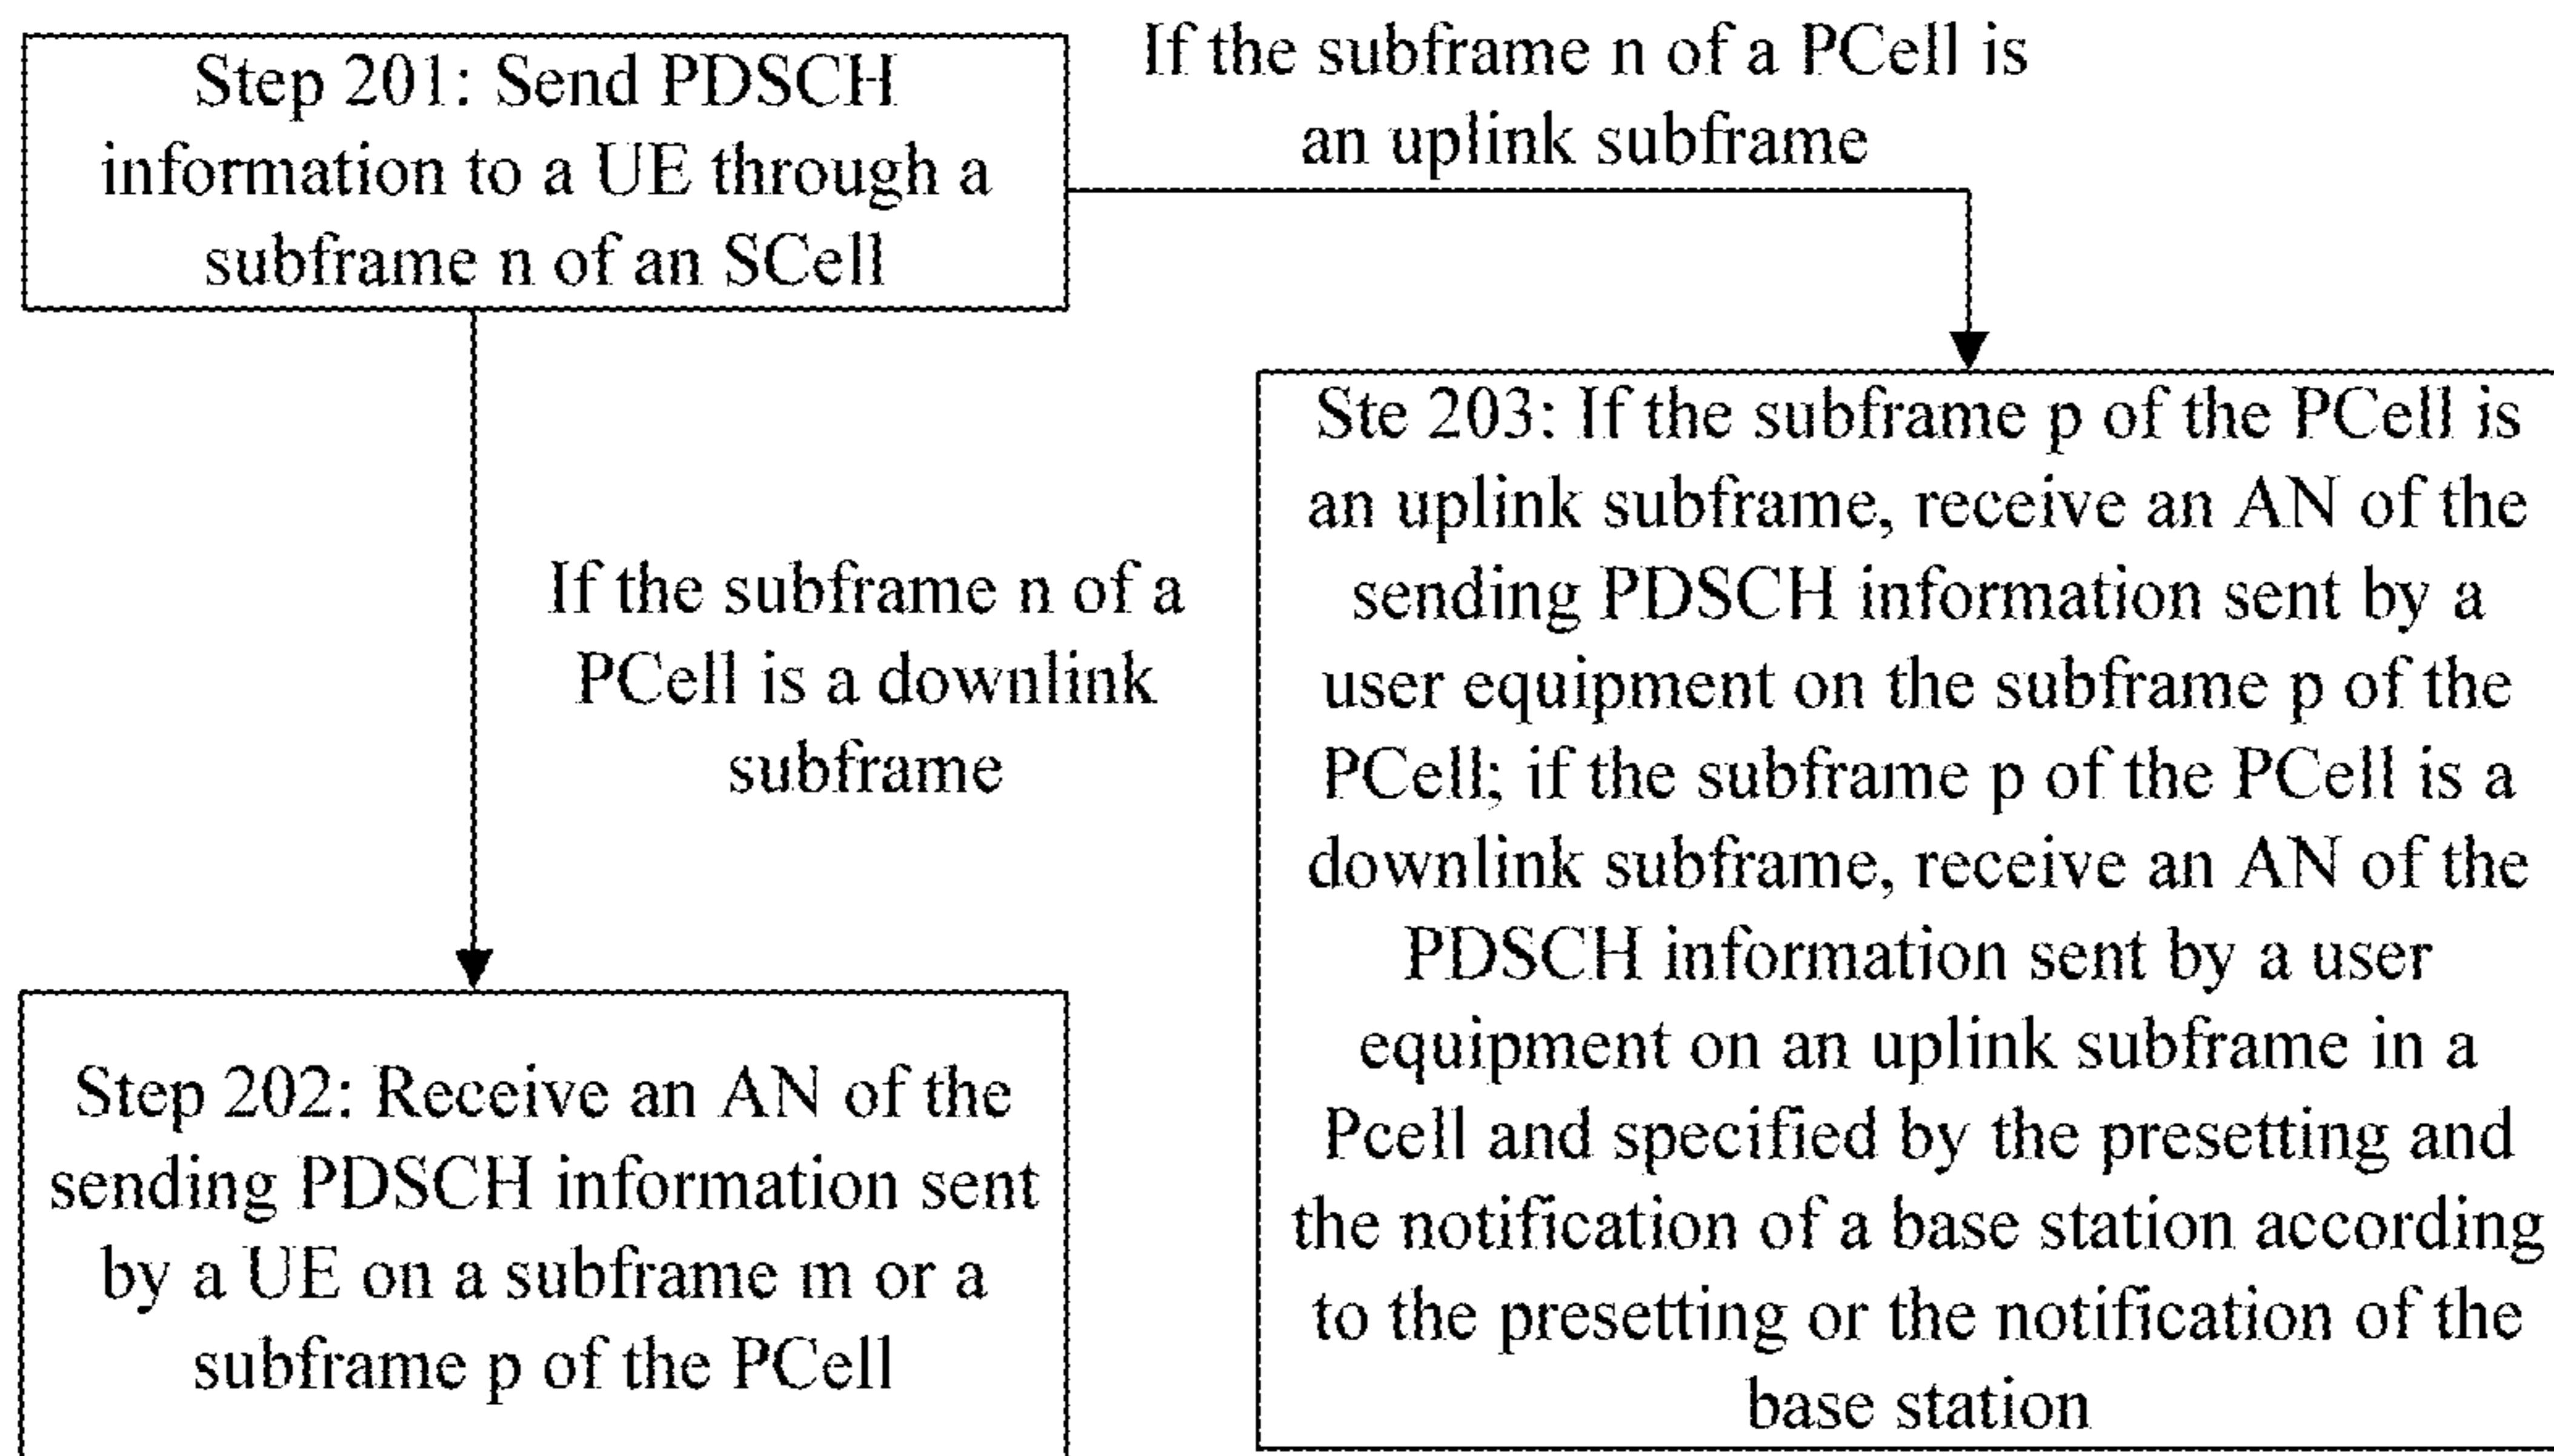 Step 201: Send PDSCH
information to a UE through a
subframe n of an SCell
If the subframe n of a PCell is
an uplink subframe
If the subframe n of a
PCell is a downlink
subframe
Step 202: Receive an AN of the
sending PDSCH information sent
by a UE on a subframe m or a
subframe p of the PCell
Ste 203: If the subframe p of the PCell is
an uplink subframe, receive an AN of the
sending PDSCH information sent by a
user equipment on the subframe p of the
PCell; if the subframe p of the PCell is a
downlink subframe, receive an AN of the
PDSCH information sent by a user
equipment on an uplink subframe in a
Pcell and specified by the presetting and
the notification of a base station according
to the presetting or the notification of the
base station